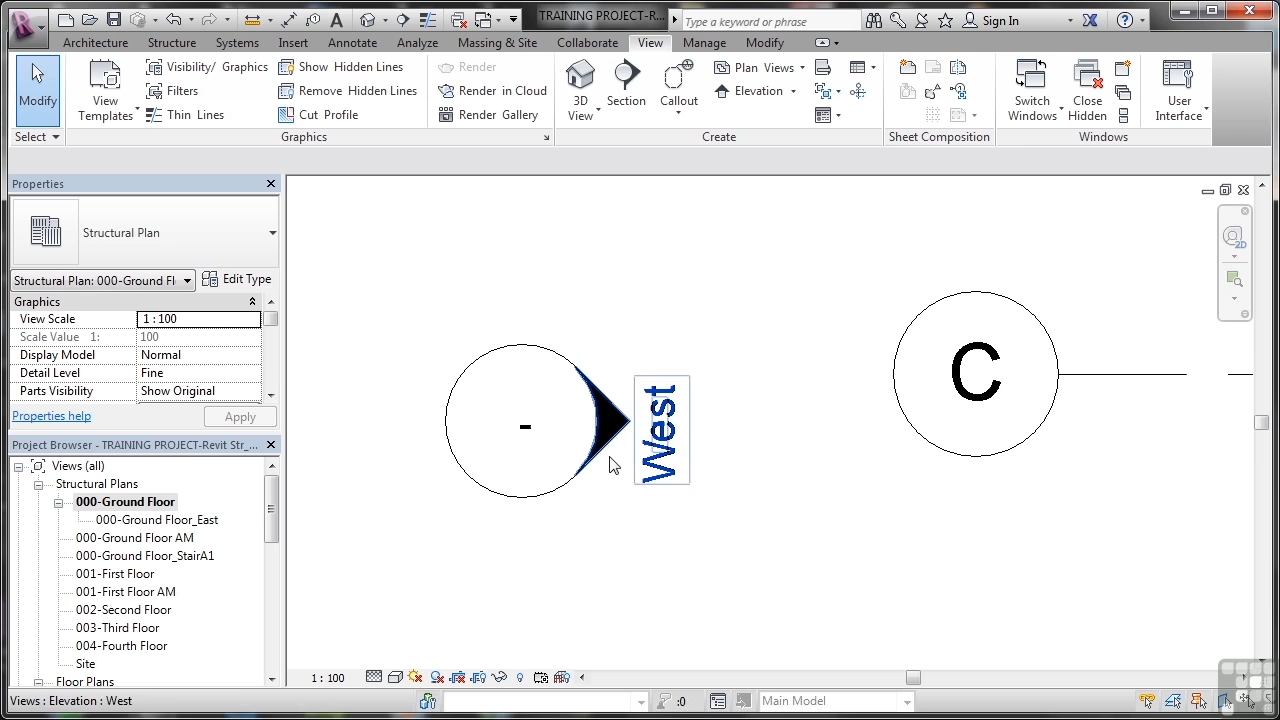 TRAINING PROJECT-R...
Type a keyword or phrase
Sign In
Architecture Structure Systems Insert Annotate Analyze Massing & Site Collaborate View Manage Modify
Modify
View Templates
Visibility/ Graphics
Filters
Thin Lines
Show Hidden Lines
Remove Hidden Lines
Cut Profile
Render
Render in Cloud
Render Gallery
3D View
Section
Callout
Plan Views
Elevation
Switch Windows
Close Hidden
User Interface
Select Graphics Create Sheet Composition Windows
Properties
Structural Plan
Structural Plan: 000-Ground Fl
Edit Type
Graphics
View Scale 1 : 100
Scale Value 1: 100
Display Model Normal
Detail Level Fine
Parts Visibility Show Original
Properties help
Apply
Project Browser - TRAINING PROJECT-Revit Str_...
Views (all)
Structural Plans
000-Ground Floor
000-Ground Floor_East
000-Ground Floor AM
000-Ground Floor_StairA1
001-First Floor
001-First Floor AM
002-Second Floor
003-Third Floor
004-Fourth Floor
Site
Floor Plans
-
West
C
2D
1 : 100
Views : Elevation : West
:0
Main Model